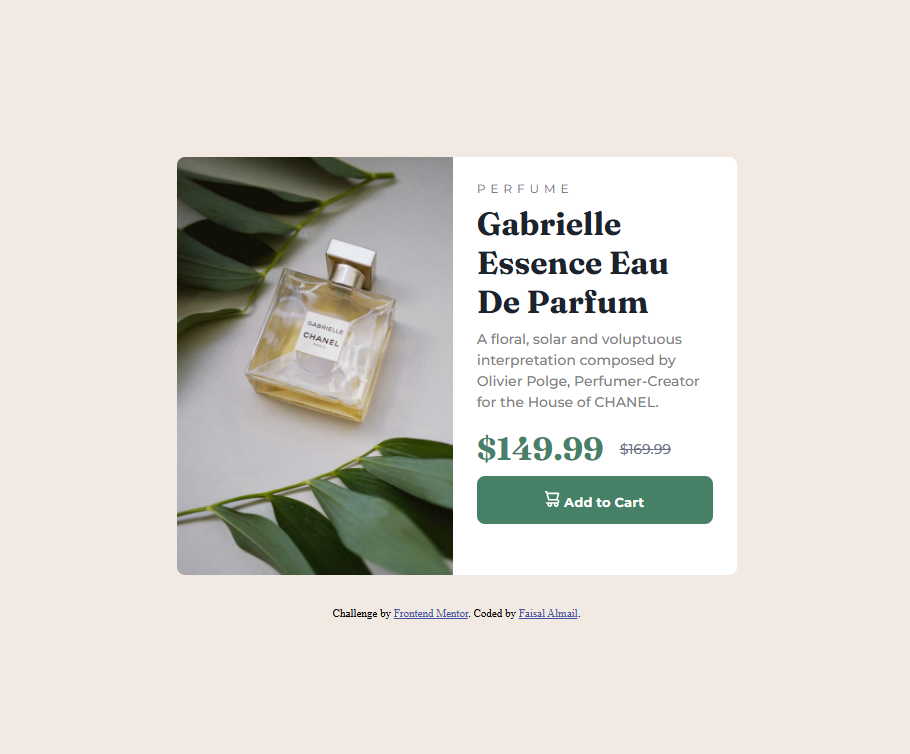 PERFUME
Gabrielle
Essence Eau
De Parfum
A floral, solar and voluptuous
interpretation composed by
Olivier Polge, Perfumer-Creator
for the House of CHANEL.
$149.99 $169.99
Add to Cart
GABRIELLE
CHANEL
PARIS
Challenge by Frontend Mentor. Coded by Faisal Almail.